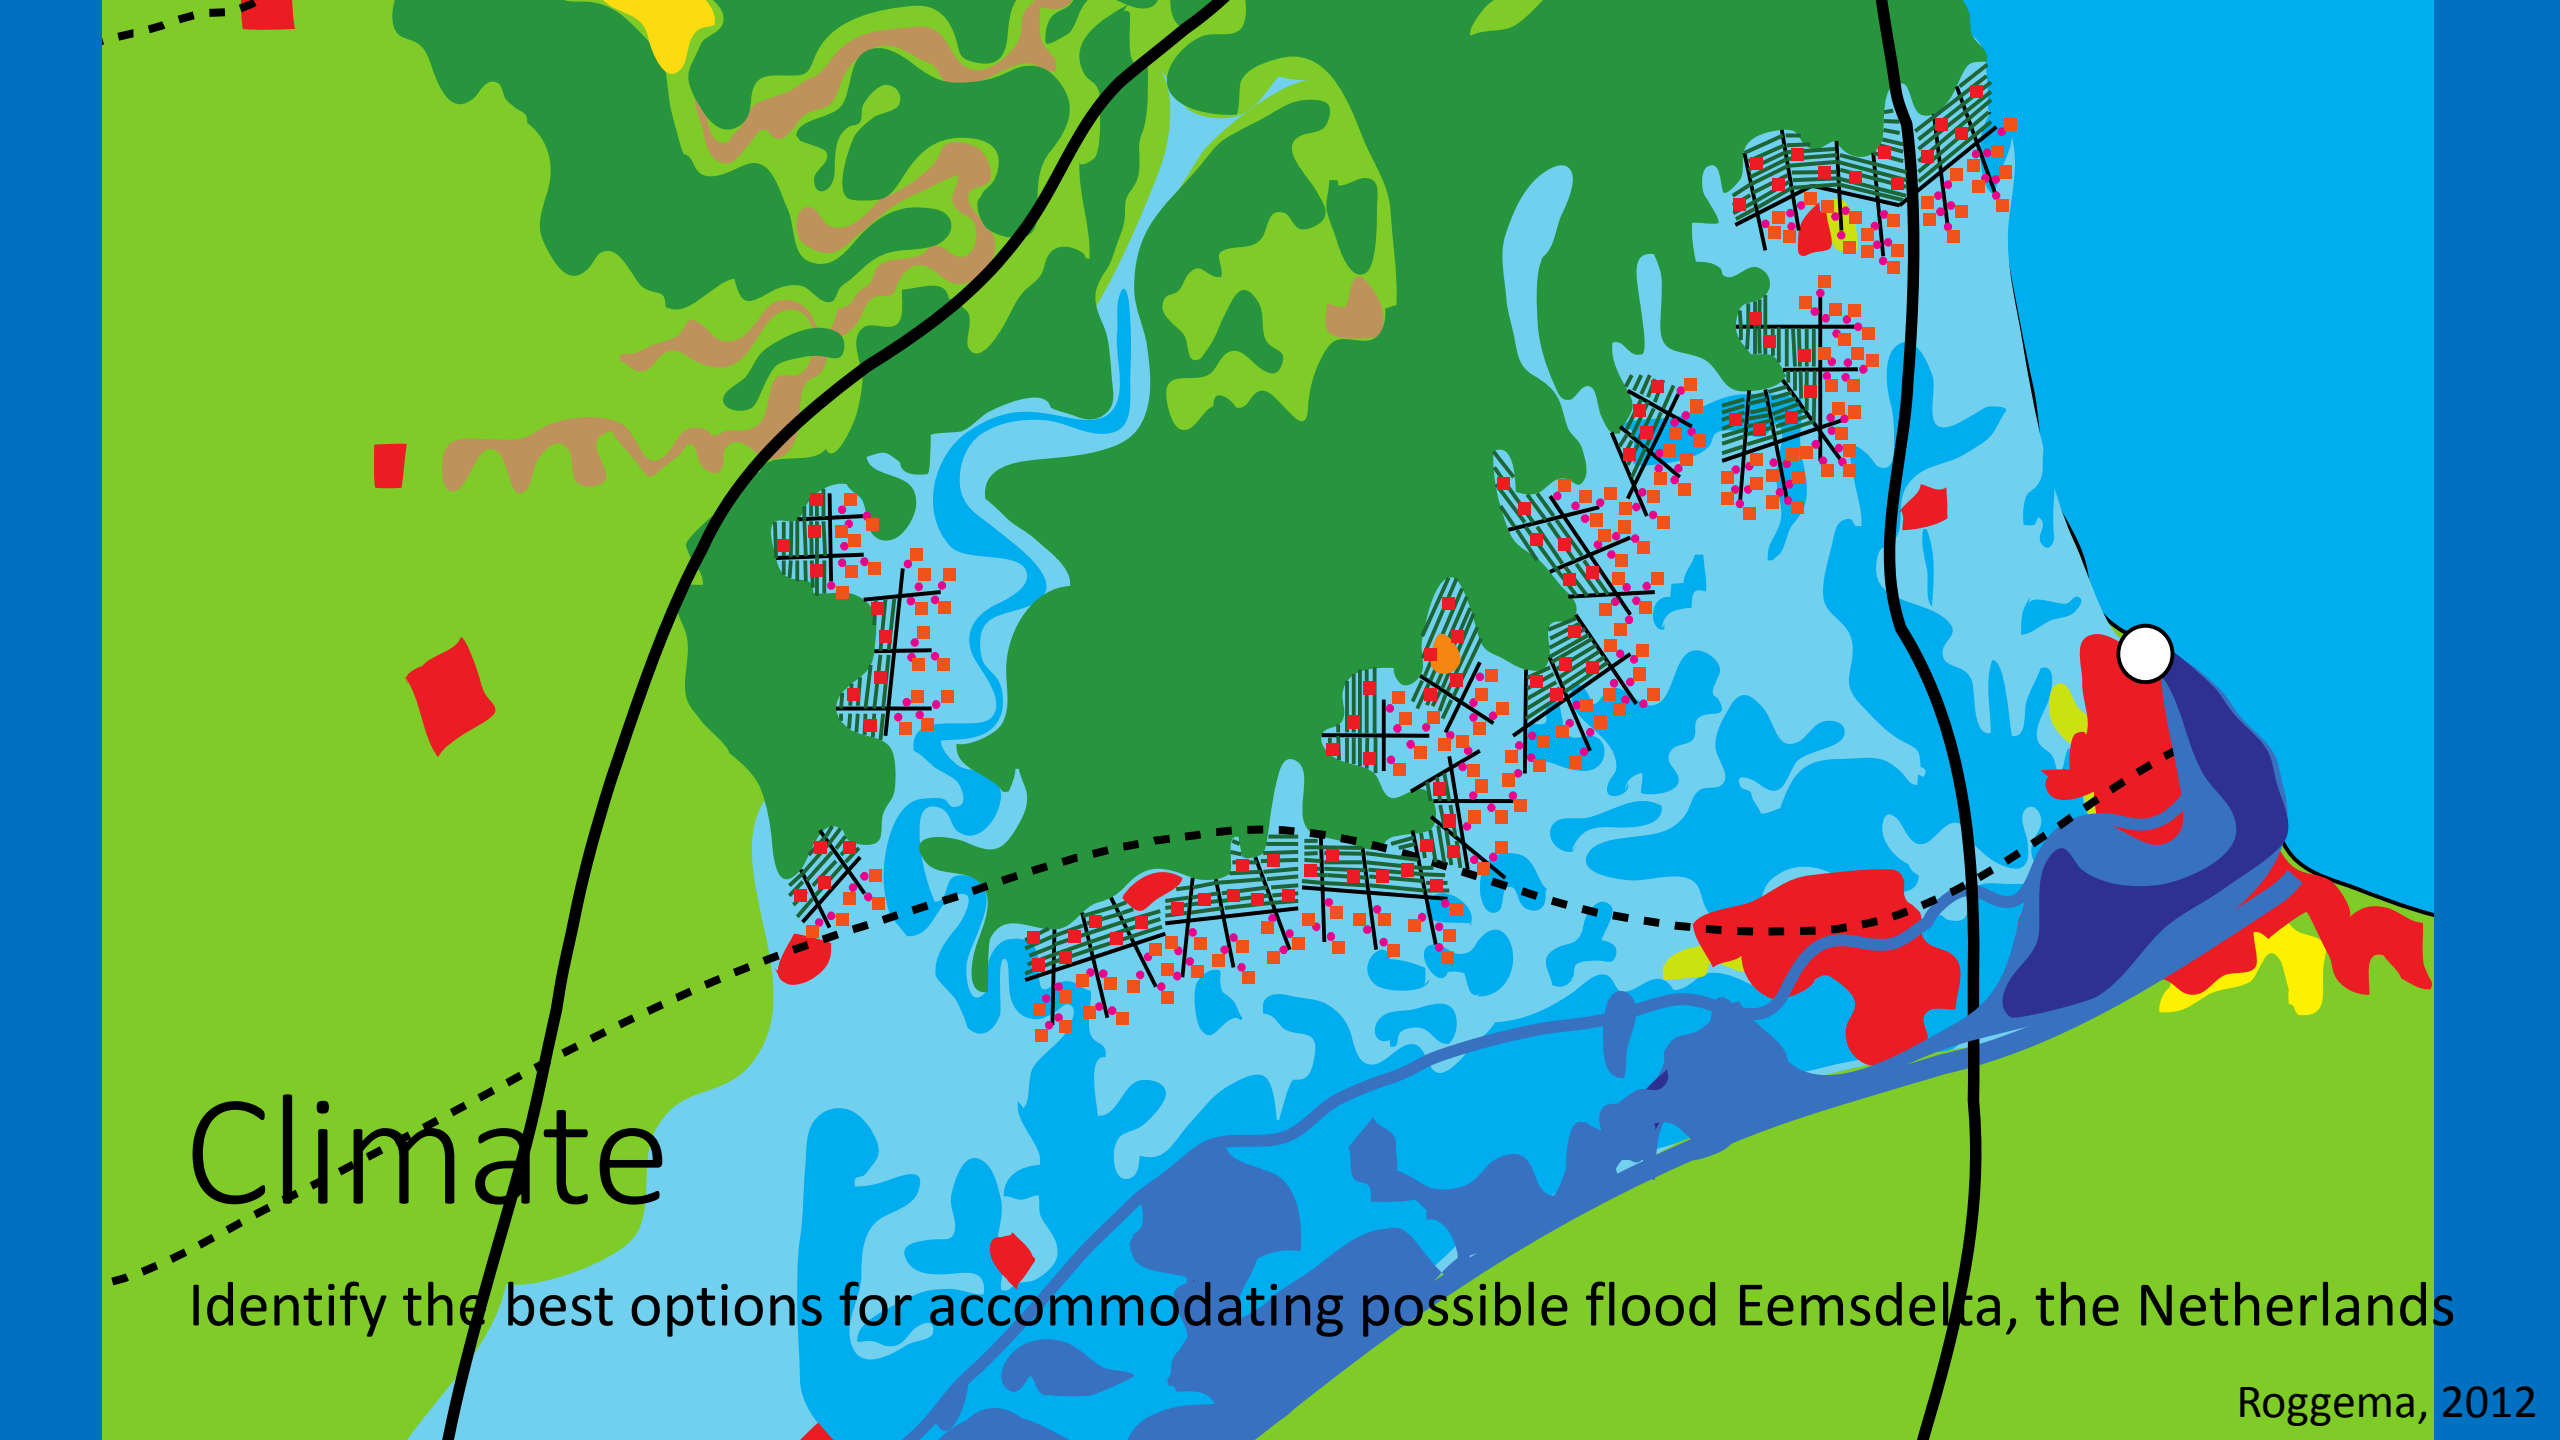 Climate
Identify the best options for accommodating possible flood Eemsdelta, the Netherlands
Roggema, 2012